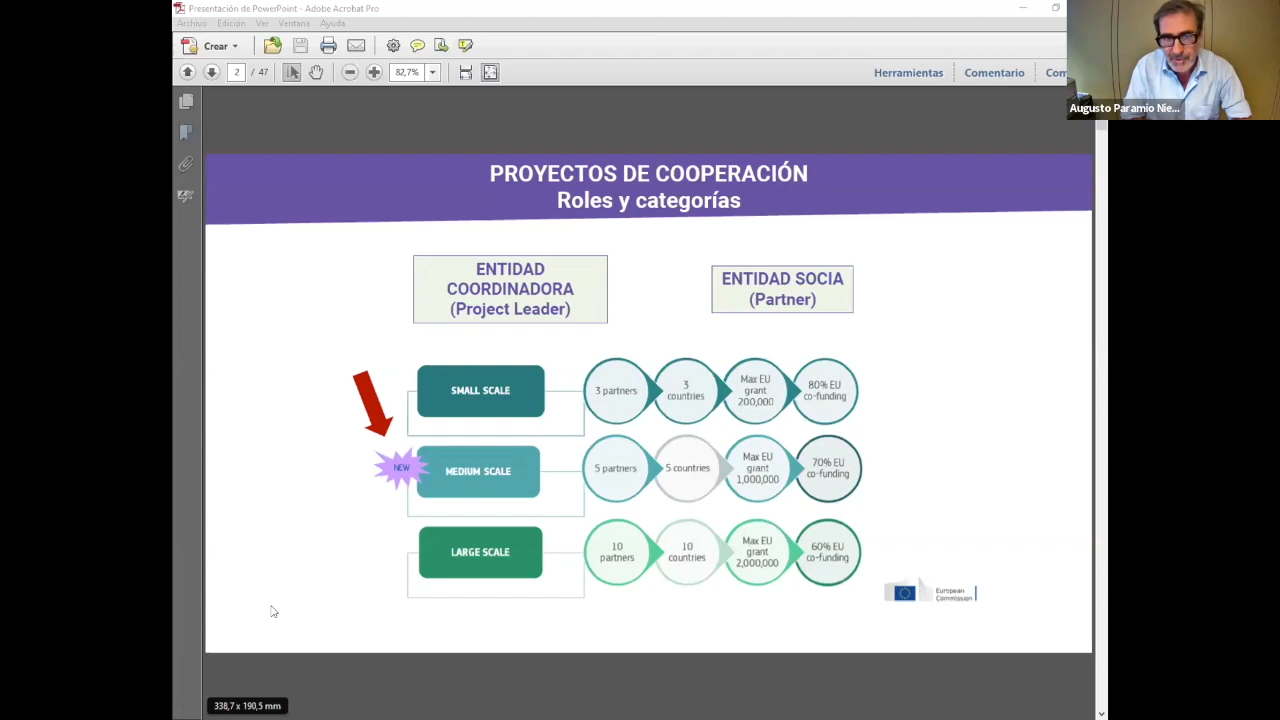 Presentación de PowerPoint - Adobe Acrobat Pro
Archivo Edición Ver Ventana Ayuda
Crear
2 / 47
82,7%
Herramientas
Comentario
Augusto Paramio Nie...
PROYECTOS DE COOPERACIÓN
Roles y categorías
ENTIDAD
COORDINADORA
(Project Leader)
ENTIDAD SOCIA
(Partner)
SMALL SCALE
3 partners
3
countries
Max EU
grant
200,000
80% EU
co-funding
NEW
MEDIUM SCALE
5 partners
5 countries
Max EU
grant
1,000,000
70% EU
co-funding
LARGE SCALE
10
partners
10
countries
Max EU
grant
2,000,000
60% EU
co-funding
European
Commission
338,7 x 190,5 mm